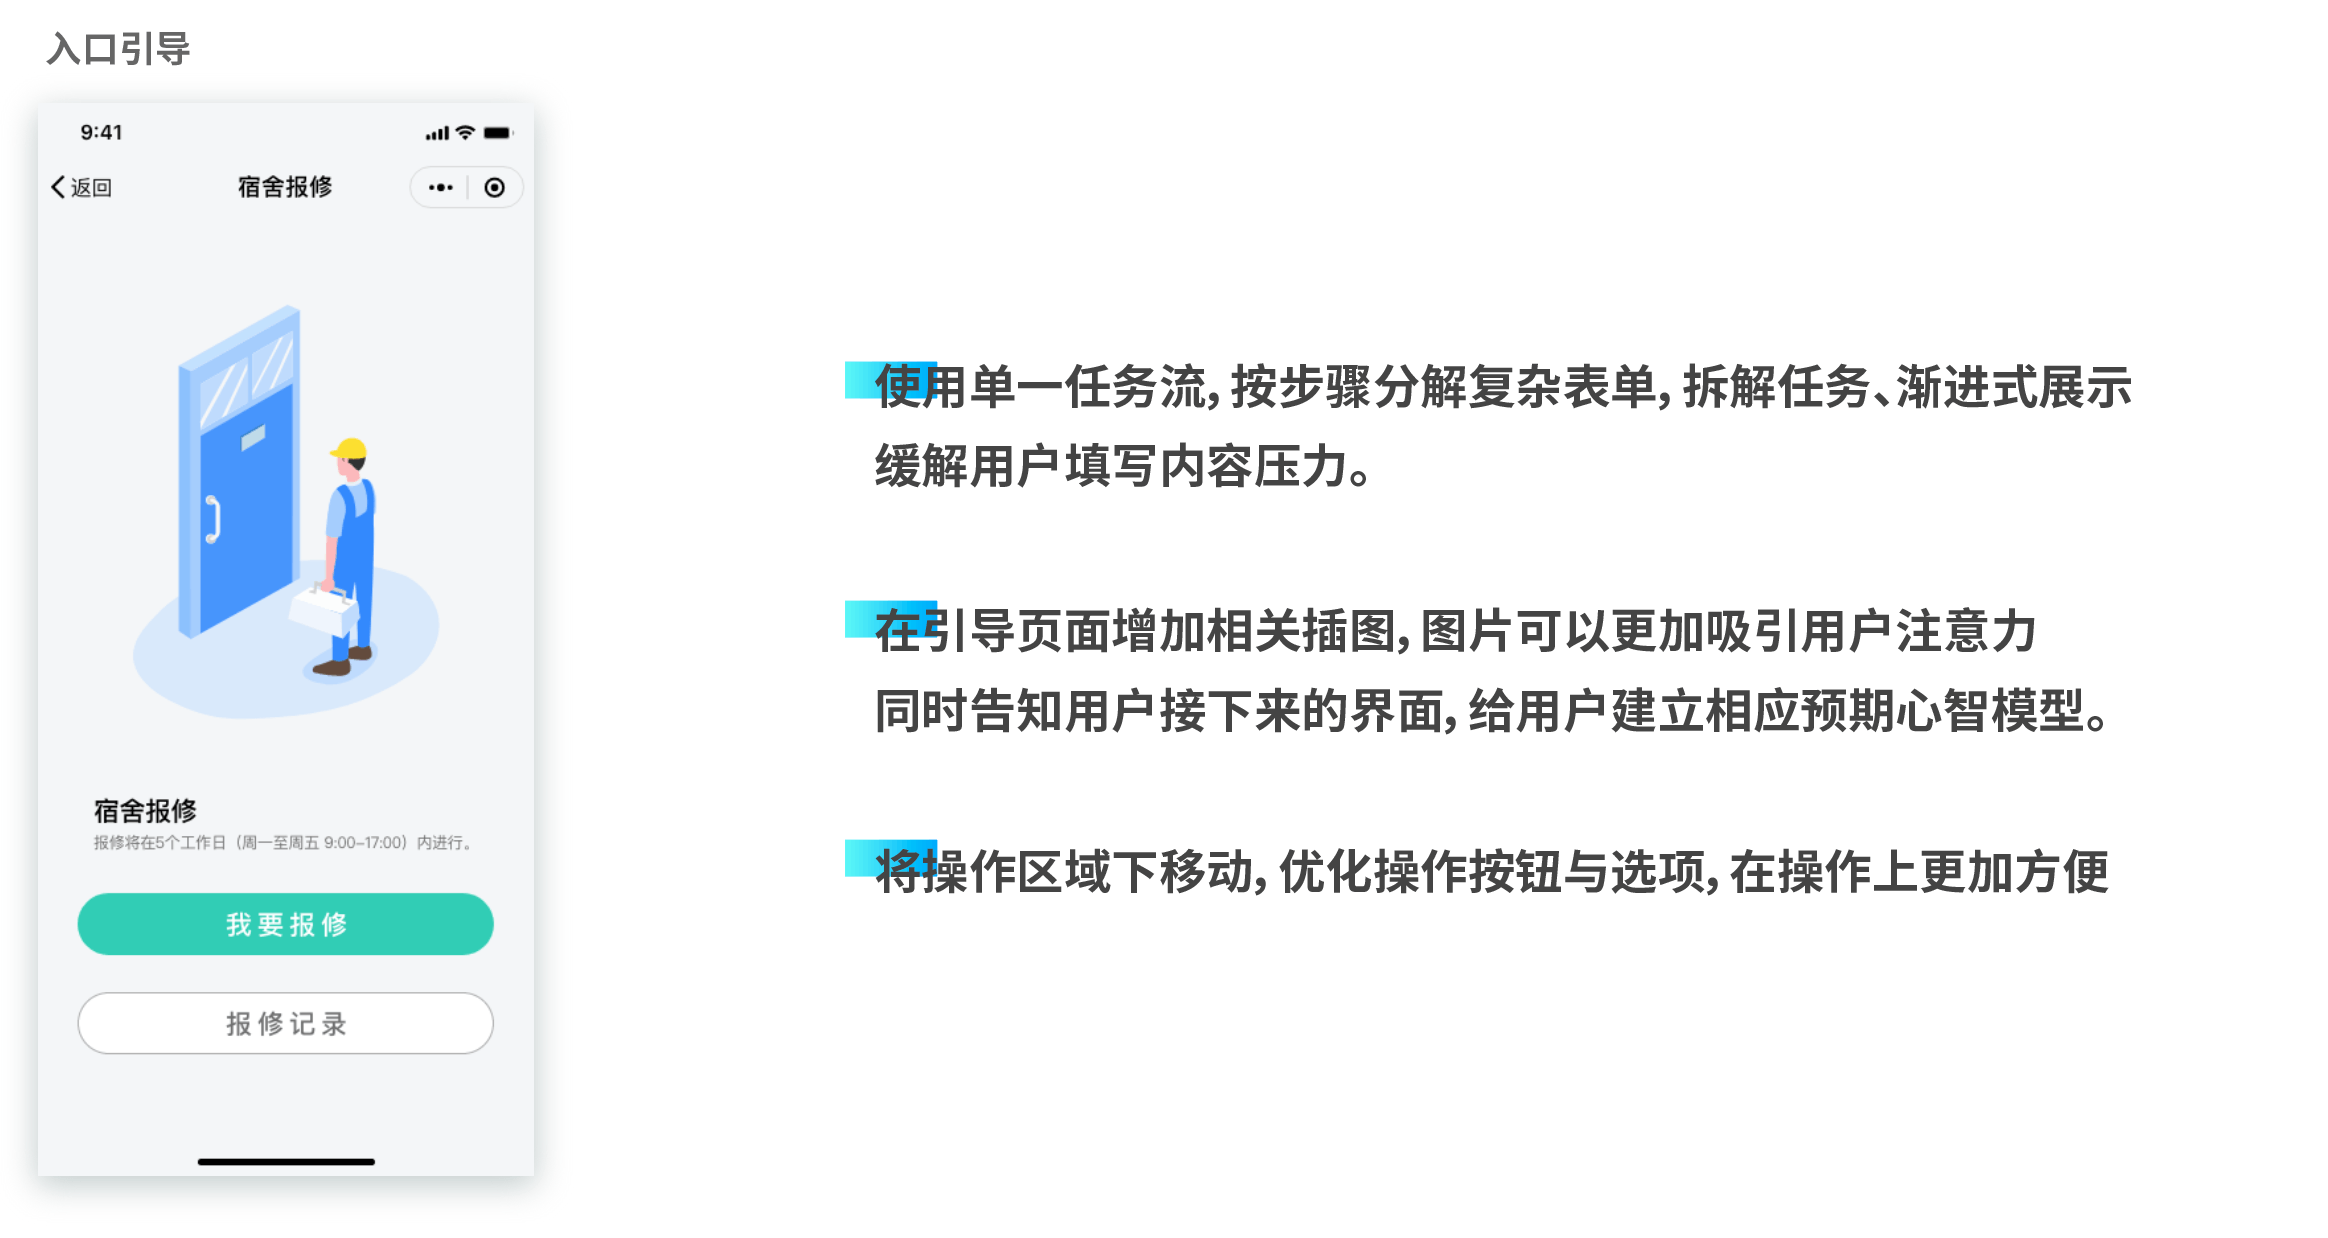 入口引导
9:41
返回
宿舍报修
宿舍报修
报修将在5个工作日（周一至周五 9:00–17:00）内进行。
我要报修
报修记录
使用单一任务流，按步骤分解复杂表单，拆解任务、渐进式展示
缓解用户填写内容压力。
在引导页面增加相关插图，图片可以更加吸引用户注意力
同时告知用户接下来的界面，给用户建立相应预期心智模型。
将操作区域下移动，优化操作按钮与选项，在操作上更加方便